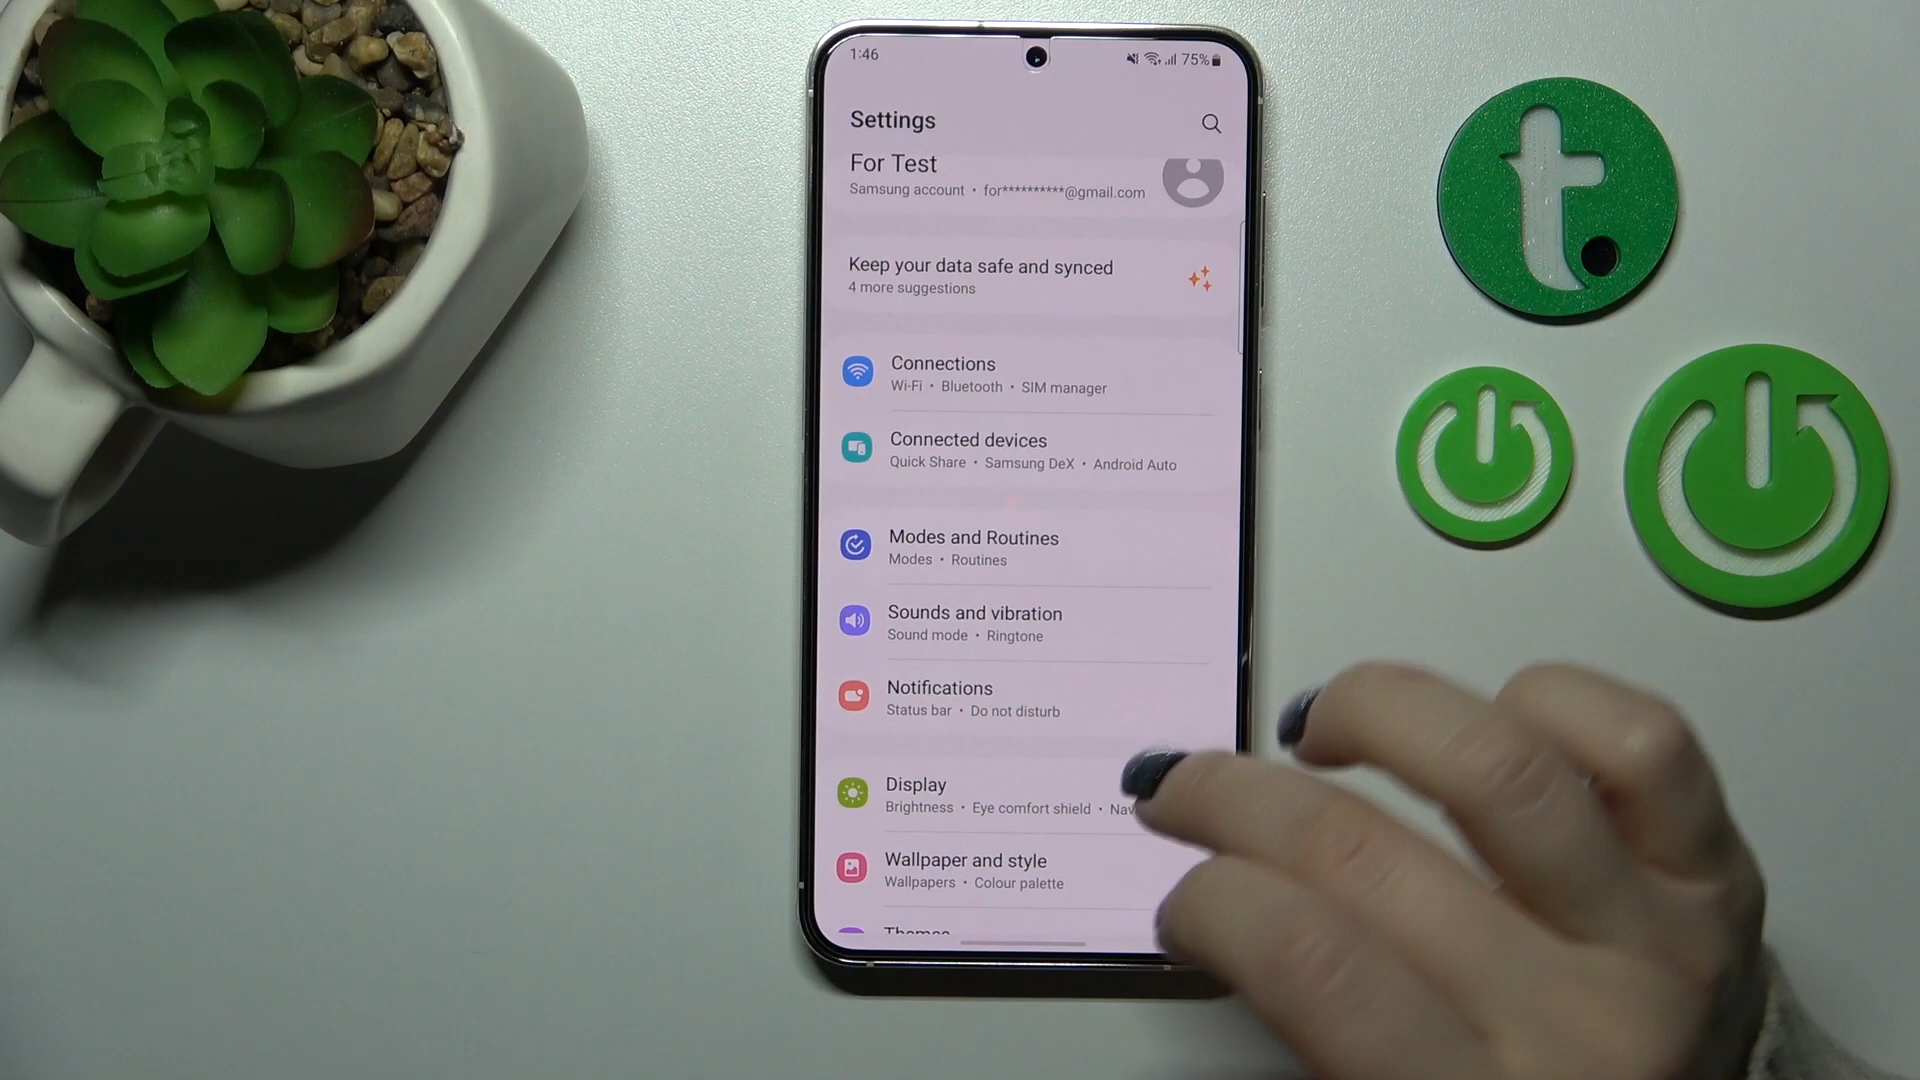 1:46
75%
Settings
For Test
Samsung account • for**********@gmail.com
Keep your data safe and synced
4 more suggestions
Connections
Wi-Fi • Bluetooth • SIM manager
Connected devices
Quick Share • Samsung DeX • Android Auto
Modes and Routines
Modes • Routines
Sounds and vibration
Sound mode • Ringtone
Notifications
Status bar • Do not disturb
Display
Brightness • Eye comfort shield •
Wallpaper and style
Wallpapers • Colour palette
Themes
t.